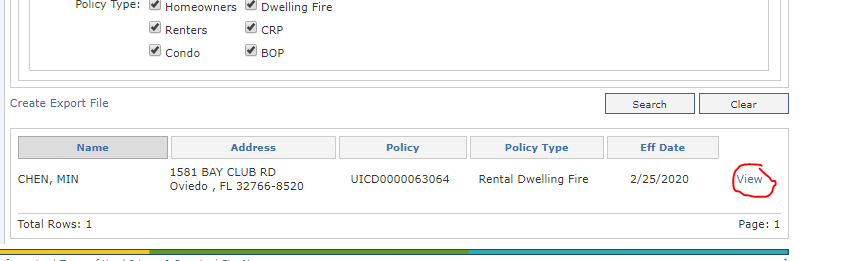 Policy Type: Homeowners Dwelling Fire
Renters CRP
Condo BOP
Create Export File Search Clear
Name Address Policy Policy Type Eff Date
CHEN, MIN 1581 BAY CLUB RD UICD0000063064 Rental Dwelling Fire 2/25/2020 View
Oviedo , FL 32766-8520
Total Rows: 1 Page: 1